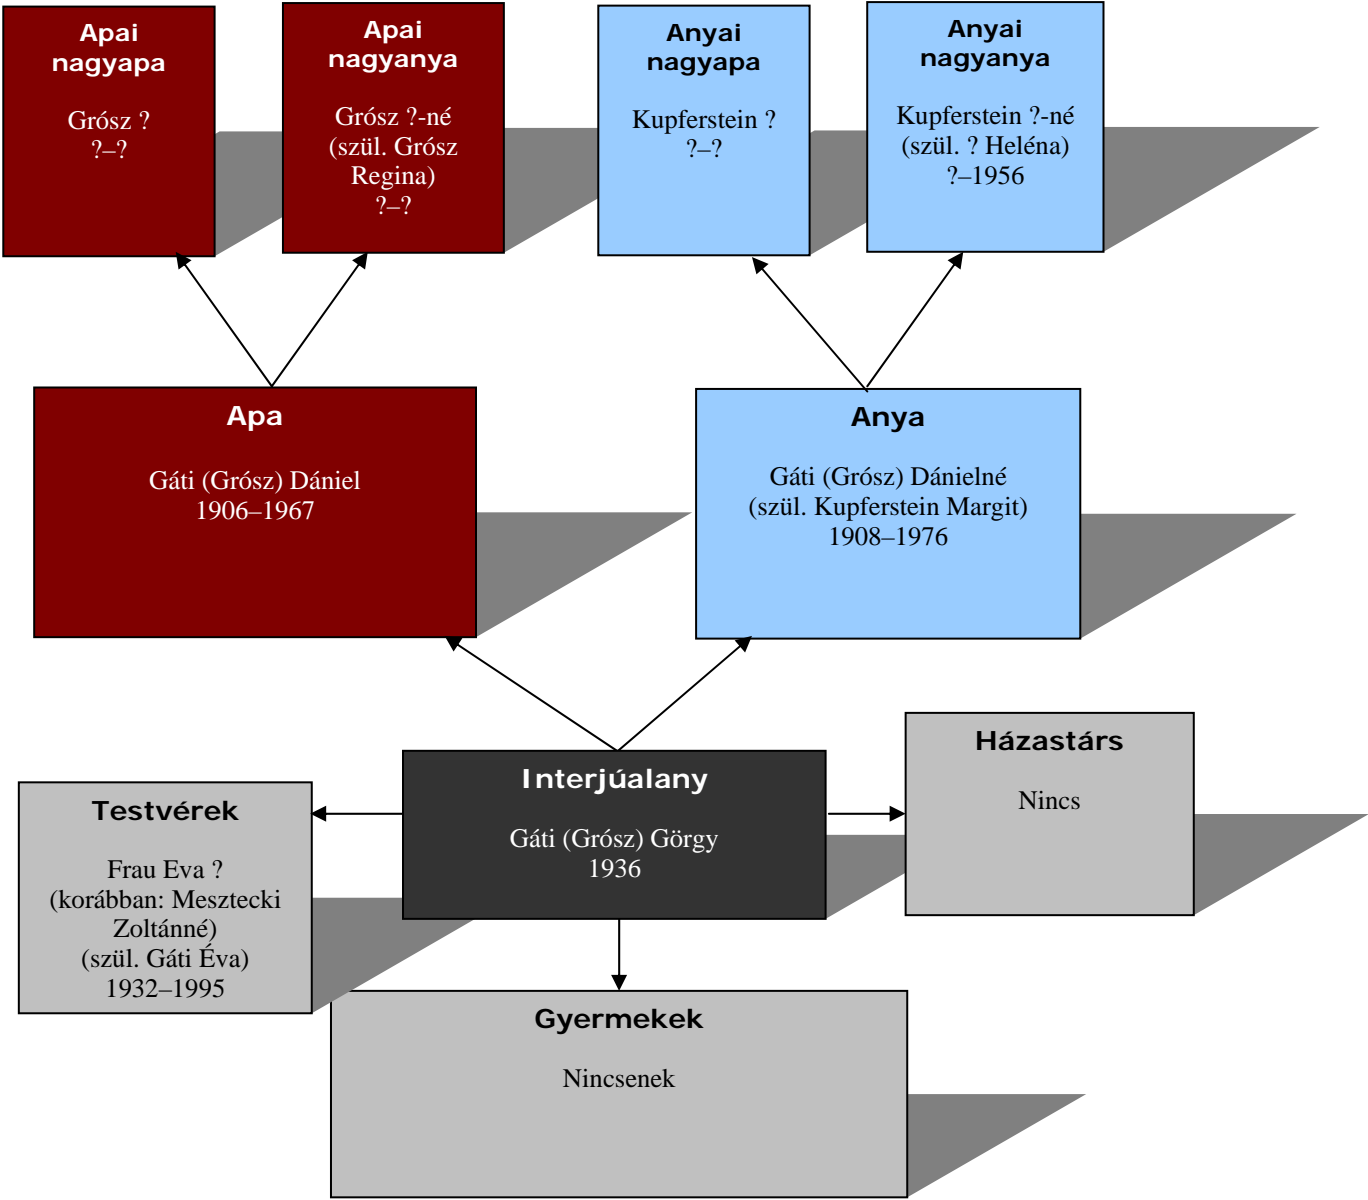 Apai
nagyapa
Grósz ?
?–?
Apai
nagyanya
Grósz ?-né
(szül. Grósz
Regina)
?–?
Anyai
nagyapa
Kupferstein ?
?–?
Anyai
nagyanya
Kupferstein ?-né
(szül. ? Heléna)
?–1956
Apa
Gáti (Grósz) Dániel
1906–1967
Anya
Gáti (Grósz) Dánielné
(szül. Kupferstein Margit)
1908–1976
Testvérek
Frau Eva ?
(korábban: Mesztecki
Zoltánné)
(szül. Gáti Éva)
1932–1995
Interjúalany
Gáti (Grósz) Görgy
1936
Házastárs
Nincs
Gyermekek
Nincsenek